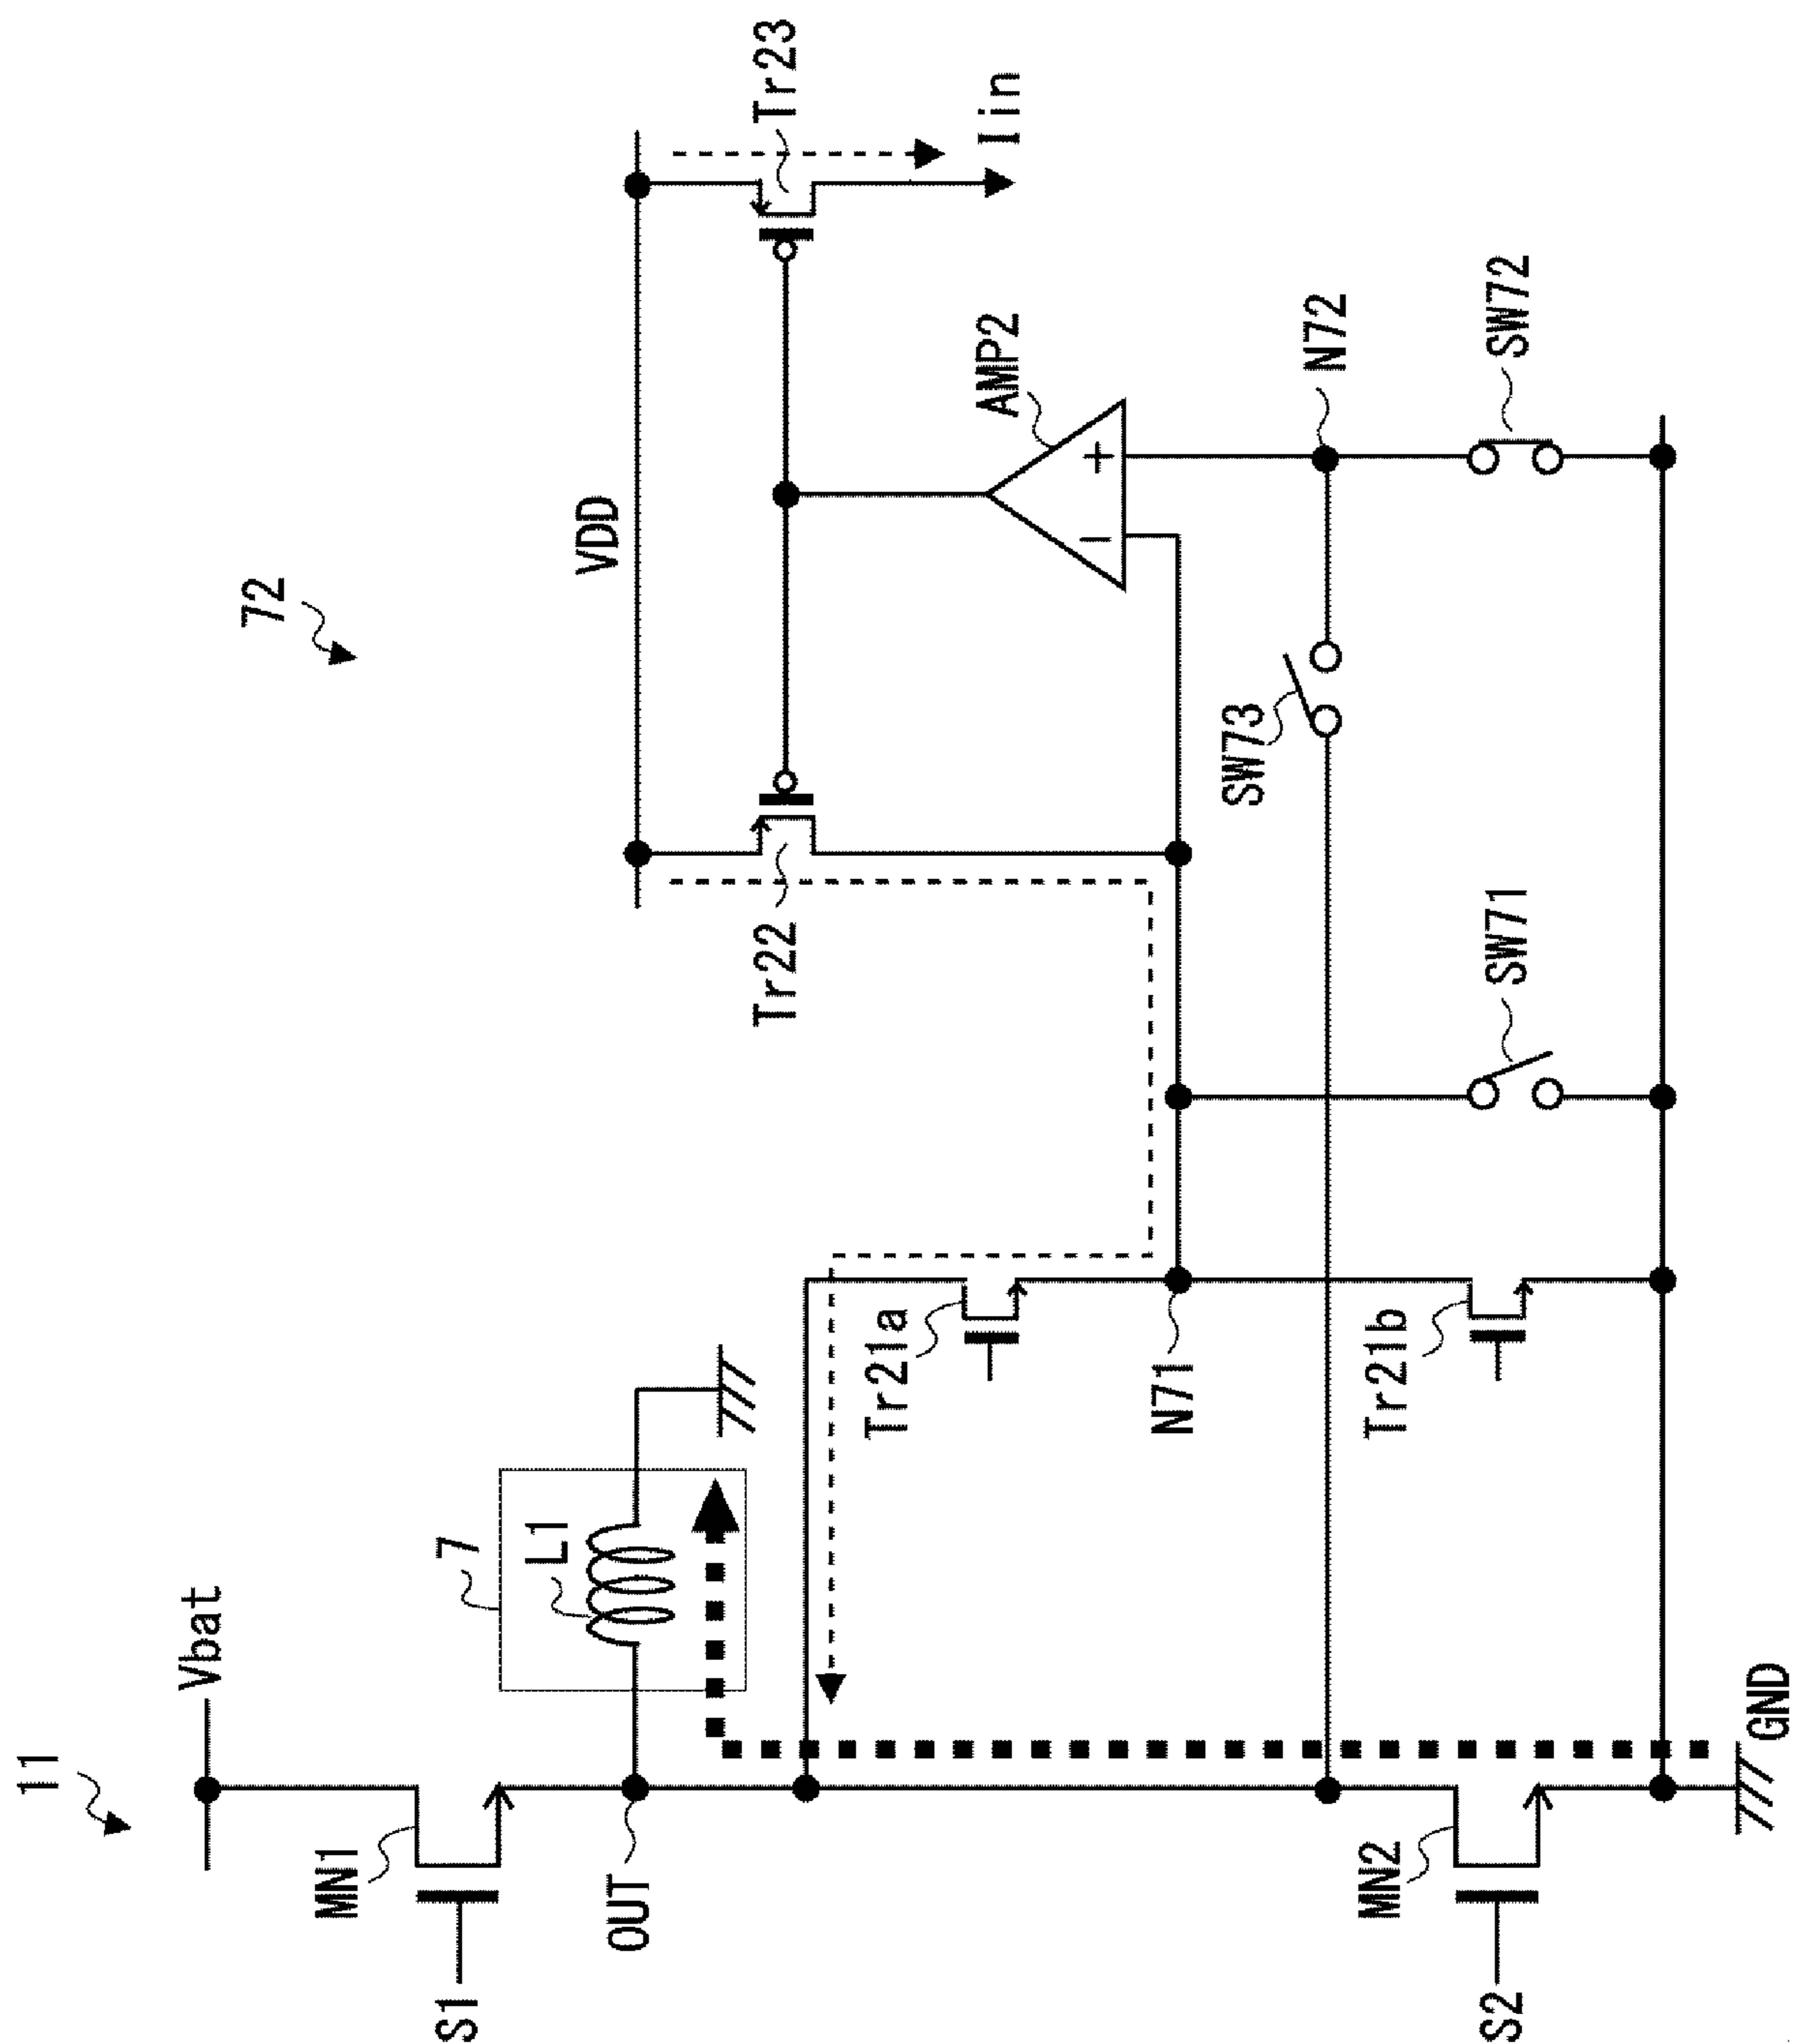 11
72
Vbat
MN1
S1
7
L1
OUT
VDD
Tr22
Tr23
Iin
AMP2
-
+
Tr21a
N71
Tr21b
SW73
N72
SW71
SW72
MN2
S2
GND